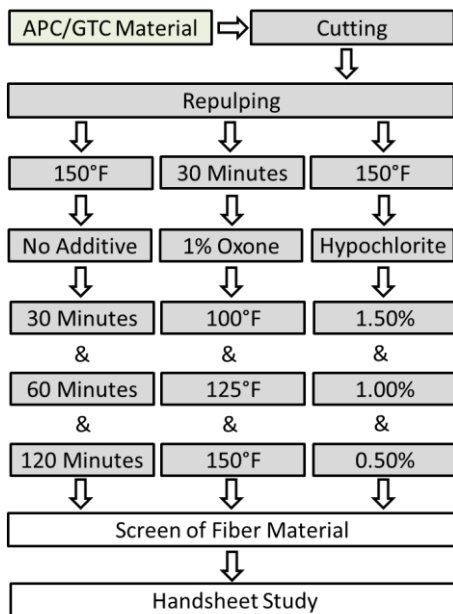 APC/GTC Material Cutting
Repulping
150°F 30 Minutes 150°F
No Additive 1% Oxone Hypochlorite
30 Minutes 100°F 1.50%
& & &
60 Minutes 125°F 1.00%
& & &
120 Minutes 150°F 0.50%
Screen of Fiber Material
Handsheet Study